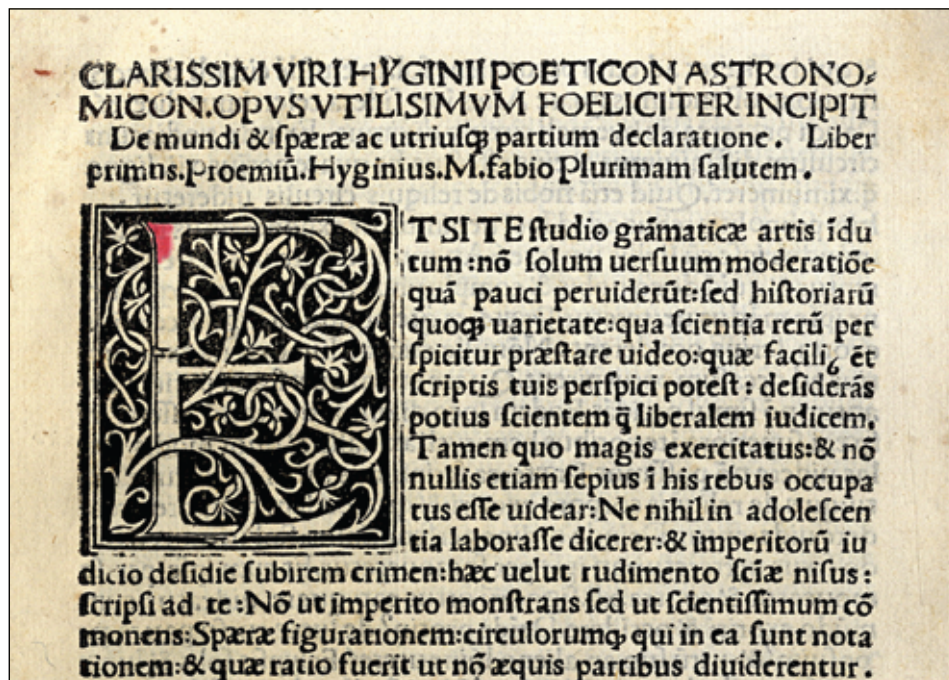 CLARISSIM VIRI HYGINII POETICON ASTRONO-
MICON.OPVS VTILISIMVM FOELICITER INCIPIT
De mundi & spæræ ac utriusqꝫ partium declaratione. Liber
primus.Proemiū.Hyginius.M.fabio Plurimam salutem.
ET SI TE studio grāmaticæ artis īdu
tum:nō solum uersuum moderatiōe
quā pauci peruiderūt:sed historiarū
quoqꝫ uarietate:qua scientia rerū per
spicitur præstare uideo:quæ facili ēt
scriptis tuis perspici potest:desiderās
potius scientem q̄ liberalem iudicem.
Tamen quo magis exercitatus:& nō
nullis etiam sepius ī his rebus occupa
tus esse uidear:Ne nihil in adolescen
tia laborasse dicerer:& imperitorū iu
dicio desidie subirem crimen:hæc uelut rudimento sciæ nisus:
scripsi ad te:Nō ut imperito monstrans sed ut scientissimum cō
monens:Spæræ figurationem:circulorumqꝫ qui in ea sunt nota
tionem:& quæ ratio fuerit ut nō æquis partibus diuiderentur.